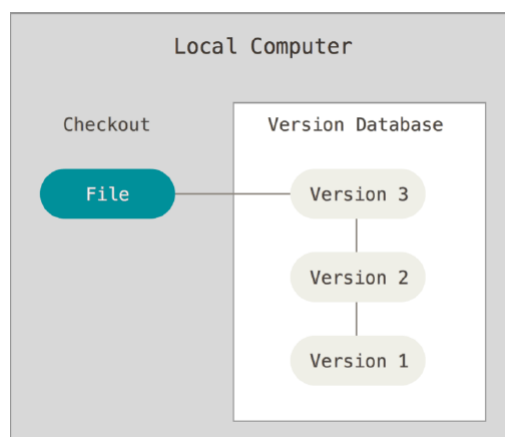 Local Computer
Checkout
Version Database
File
Version 3
Version 2
Version 1